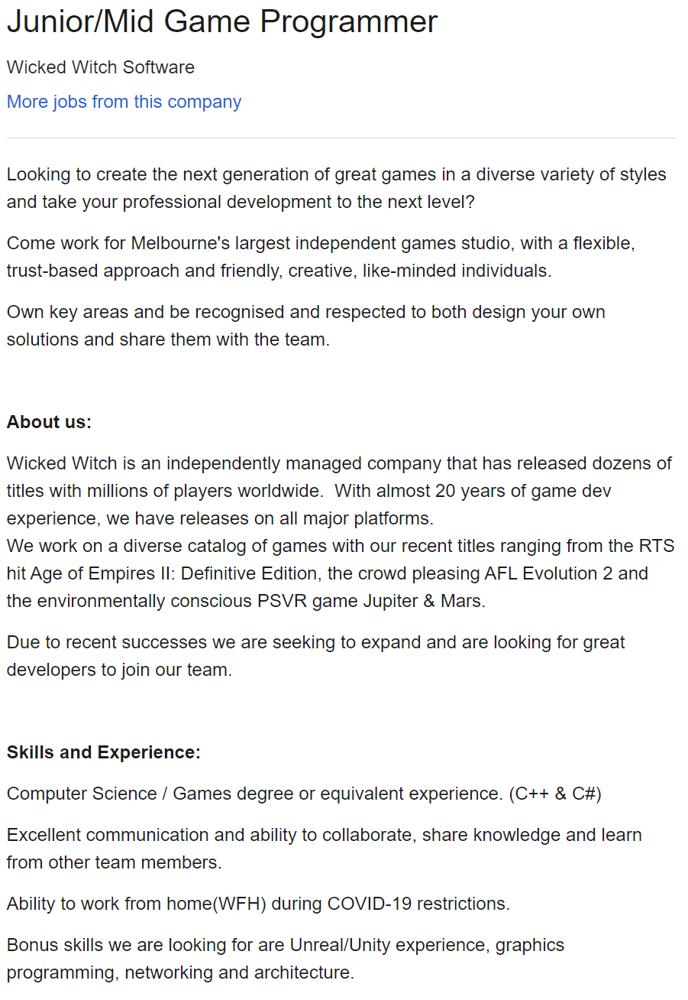 Junior/Mid Game Programmer
Wicked Witch Software
More jobs from this company
Looking to create the next generation of great games in a diverse variety of styles
and take your professional development to the next level?
Come work for Melbourne's largest independent games studio, with a flexible,
trust-based approach and friendly, creative, like-minded individuals.
Own key areas and be recognised and respected to both design your own
solutions and share them with the team.
About us:
Wicked Witch is an independently managed company that has released dozens of
titles with millions of players worldwide.  With almost 20 years of game dev
experience, we have releases on all major platforms.
We work on a diverse catalog of games with our recent titles ranging from the RTS
hit Age of Empires II: Definitive Edition, the crowd pleasing AFL Evolution 2 and
the environmentally conscious PSVR game Jupiter & Mars.
Due to recent successes we are seeking to expand and are looking for great
developers to join our team.
Skills and Experience:
Computer Science / Games degree or equivalent experience. (C++ & C#)
Excellent communication and ability to collaborate, share knowledge and learn
from other team members.
Ability to work from home(WFH) during COVID-19 restrictions.
Bonus skills we are looking for are Unreal/Unity experience, graphics
programming, networking and architecture.